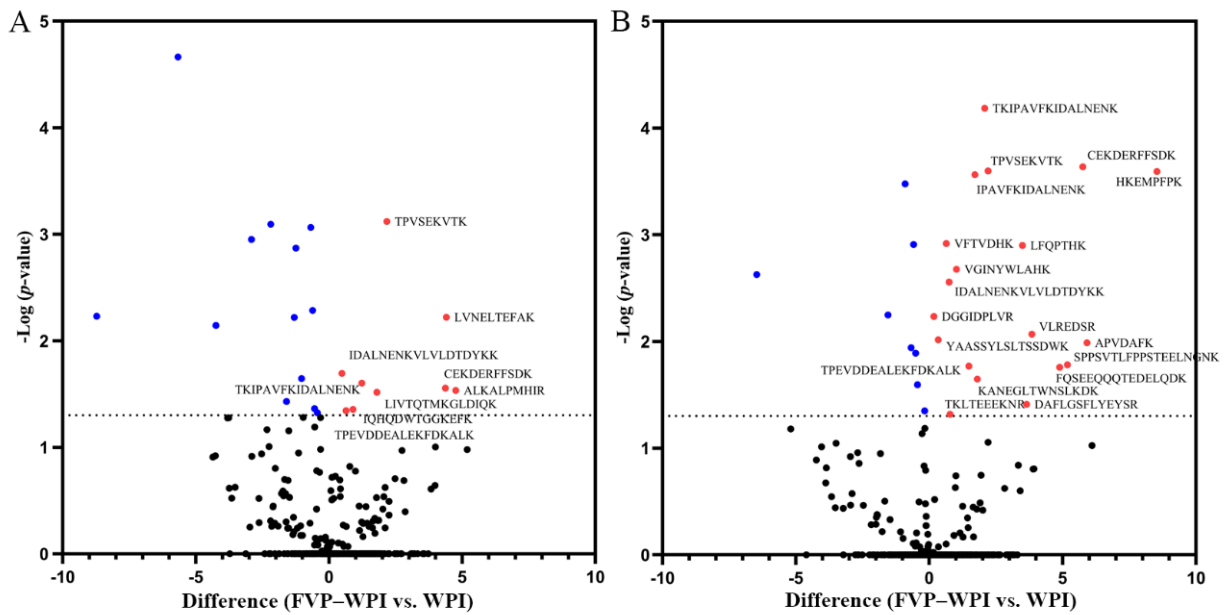 A
5
4
3
2
1
0
-Log (p-value)
TPVSEKVTK
LVNELTEFAK
IDALNENKVLVLDTDYKK
CEKDERFFSDK
TKIPAVFKIDALNENK
ALKALPMHIR
LIVTQTMKGLDIQK
IQHQDWTGGKEFK
TPEVDDEALEKFDKALK
-10
-5
0
5
10
Difference (FVP–WPI vs. WPI)
B
5
4
3
2
1
0
-Log (p-value)
TKIPAVFKIDALNENK
TPVSEKVTK
CEKDERFFSDK
IPAVFKIDALNENK
HKEMPFPK
VFTVDHK
LFQPTHK
VGINYWLAHK
IDALNENKVLVLDTDYKK
DGGIDPLVR
VLREDSR
YAASSYLSLTSSDWK
APVDAFK
SPPSVTLFPPSTEELNGNK
TPEVDDEALEKFDKALK
FQSEEQQQTEDELQDK
KANEGLTWNSLKDK
TKLTEEEKNR
DAFLGSFLYEYSR
-10
-5
0
5
10
Difference (FVP–WPI vs. WPI)